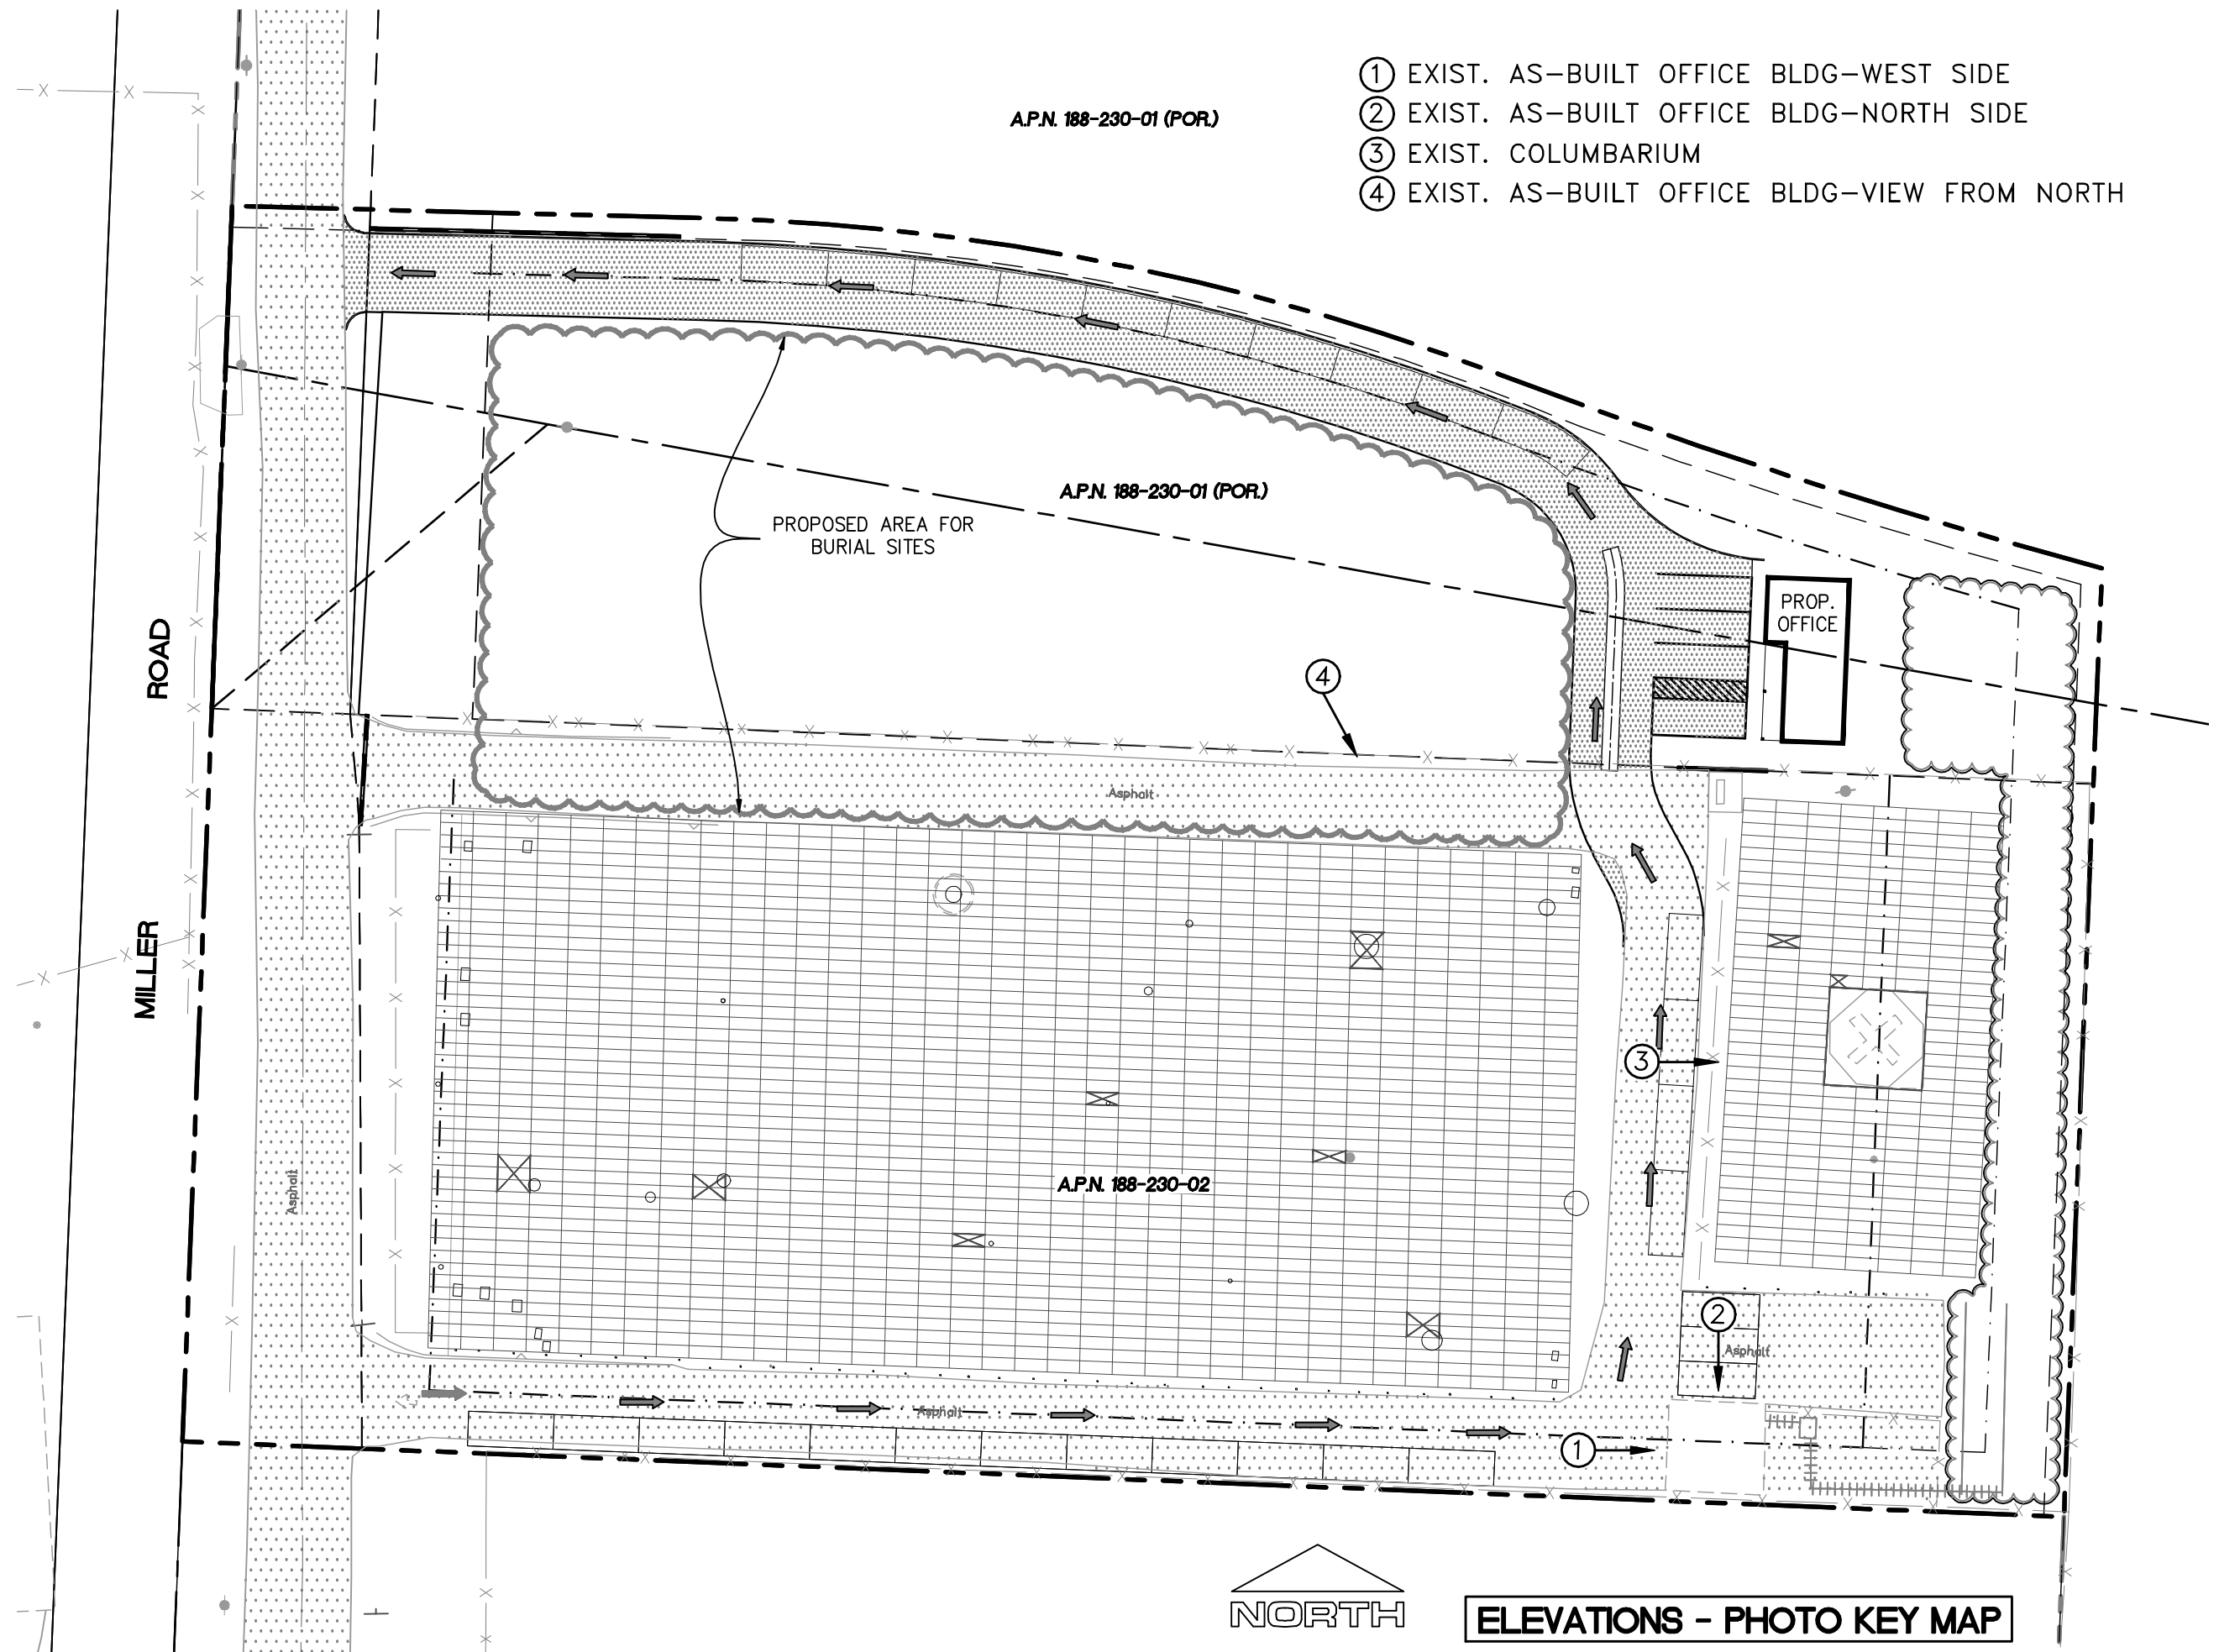 ① EXIST. AS-BUILT OFFICE BLDG-WEST SIDE
② EXIST. AS-BUILT OFFICE BLDG-NORTH SIDE
③ EXIST. COLUMBARIUM
④ EXIST. AS-BUILT OFFICE BLDG-VIEW FROM NORTH
A.P.N. 188-230-01 (POR.)
A.P.N. 188-230-01 (POR.)
PROPOSED AREA FOR
BURIAL SITES
PROP.
OFFICE
ROAD
MILLER
④
Asphalt
③
Asphalt
A.P.N. 188-230-02
②
Asphalt
Asphalt
①
NORTH
ELEVATIONS - PHOTO KEY MAP